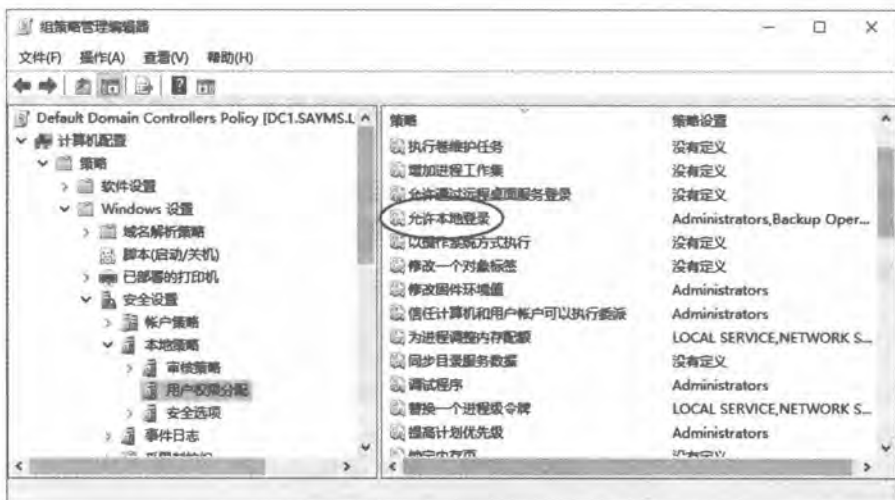 组策略管理编辑器
文件(F) 操作(A) 查看(V) 帮助(H)
Default Domain Controllers Policy [DC1.SAYMS.L
计算机配置
策略
软件设置
Windows 设置
域名解析策略
脚本(启动/关机)
已部署的打印机
安全设置
帐户策略
本地策略
审核策略
用户权限分配
安全选项
事件日志
策略 策略设置
执行卷维护任务 没有定义
增加进程工作集 没有定义
允许通过远程桌面服务登录 没有定义
允许本地登录 Administrators,Backup Oper...
以操作系统方式执行 没有定义
修改一个对象标签 没有定义
修改固件环境值 Administrators
信任计算机和用户帐户可以执行委派 Administrators
为进程调整内存配额 LOCAL SERVICE,NETWORK S...
同步目录服务数据 没有定义
调试程序 Administrators
替换一个进程级令牌 LOCAL SERVICE,NETWORK S...
提高计划优先级 Administrators